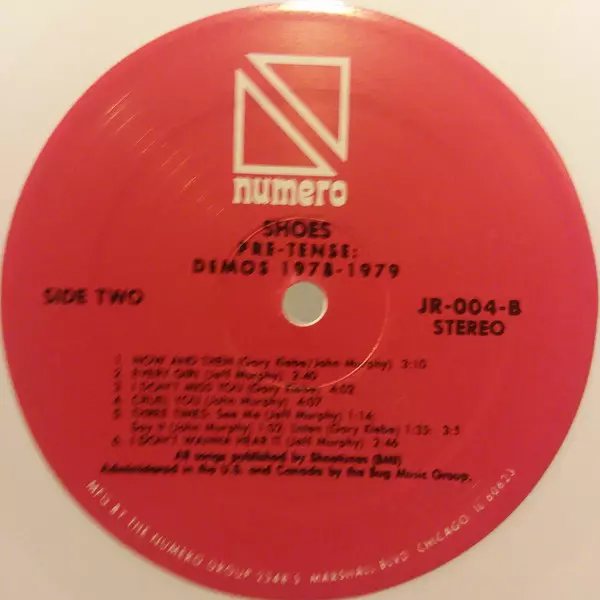 numero
SHOES
PRE-TENSE:
DEMOS 1978-1979
SIDE TWO
JR-004-B
STEREO
1. NOW AND THEN (Gary Klebe/John Murphy) 3:10
2. EVERY GIRL (Jeff Murphy) 2:40
3. I DON'T MISS YOU (Gary Klebe) 4:02
4. CRUEL YOU (John Murphy) 4:07
5. THREE TIMES: See Me (Jeff Murphy) 1:14;
Say It (John Murphy) 1:02; Listen (Gary Klebe) 1:35: 3:5
6. I DON'T WANNA HEAR IT (Jeff Murphy) 2:46
All songs published by Shoetunes (BMI)
Administered in the U.S. and Canada by the Bug Music Group.
MFD BY THE NUMERO GROUP 2548 S. MARSHALL BLVD. CHICAGO, IL 60623